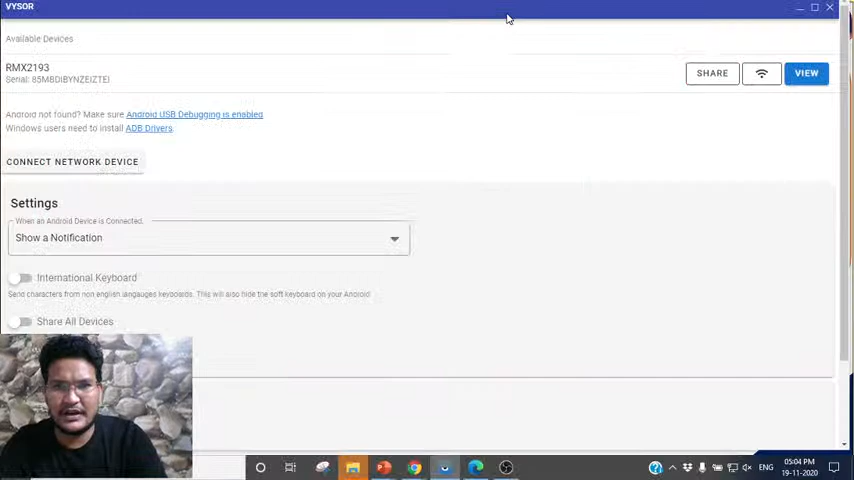 VYSOR
Available Devices
RMX2193
Serial: 85MBDIBYNZEIZTEI
SHARE
VIEW
Android not found? Make sure Android USB Debugging is enabled
Windows users need to install ADB Drivers.
CONNECT NETWORK DEVICE
Settings
When an Android Device is Connected.
Show a Notification
International Keyboard
Send characters from non english langauges keyboards. This will also hide the soft keyboard on your Android
Share All Devices
ENG
05:04 PM
19-11-2020